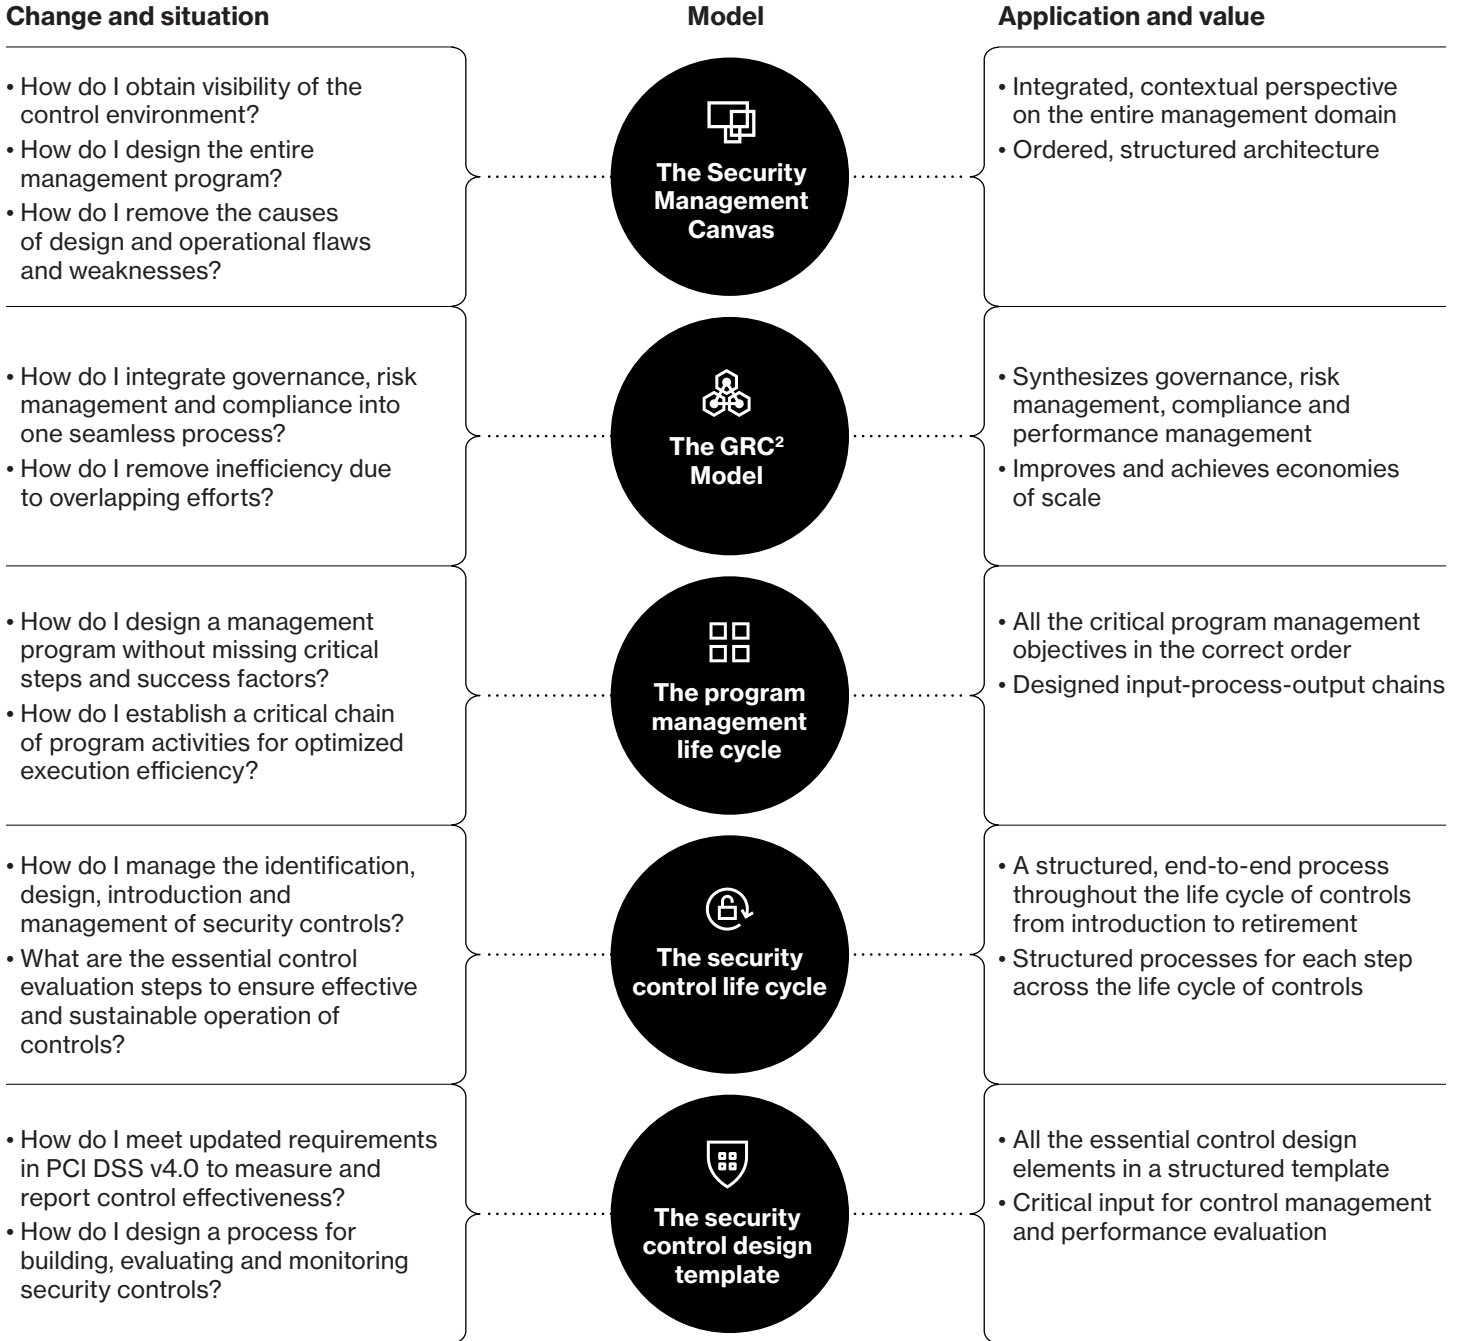 Change and situation
Model
Application and value
• How do I obtain visibility of the
control environment?
• How do I design the entire
management program?
• How do I remove the causes
of design and operational flaws
and weaknesses?
The Security
Management
Canvas
• Integrated, contextual perspective
on the entire management domain
• Ordered, structured architecture
• How do I integrate governance, risk
management and compliance into
one seamless process?
• How do I remove inefficiency due
to overlapping efforts?
The GRC²
Model
• Synthesizes governance, risk
management, compliance and
performance management
• Improves and achieves economies
of scale
• How do I design a management
program without missing critical
steps and success factors?
• How do I establish a critical chain
of program activities for optimized
execution efficiency?
The program
management
life cycle
• All the critical program management
objectives in the correct order
• Designed input-process-output chains
• How do I manage the identification,
design, introduction and
management of security controls?
• What are the essential control
evaluation steps to ensure effective
and sustainable operation of
controls?
The security
control life cycle
• A structured, end-to-end process
throughout the life cycle of controls
from introduction to retirement
• Structured processes for each step
across the life cycle of controls
• How do I meet updated requirements
in PCI DSS v4.0 to measure and
report control effectiveness?
• How do I design a process for
building, evaluating and monitoring
security controls?
The security
control design
template
• All the essential control design
elements in a structured template
• Critical input for control management
and performance evaluation